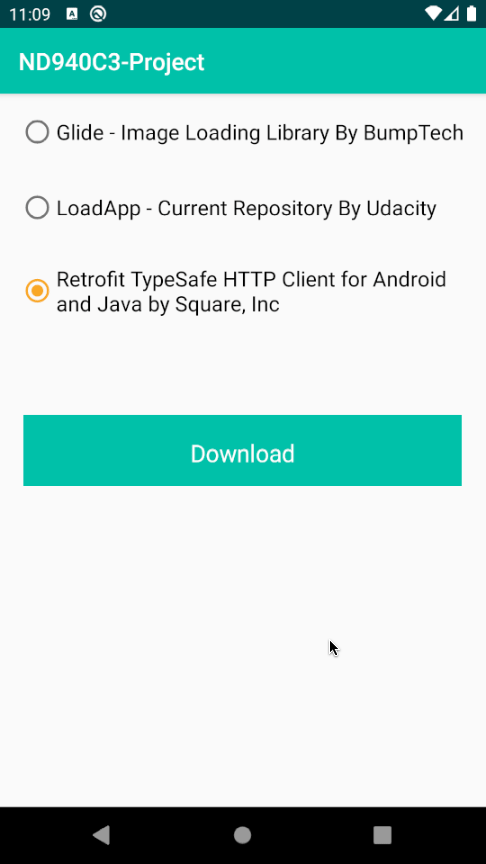 11:09
ND940C3-Project
Glide - Image Loading Library By BumpTech
LoadApp - Current Repository By Udacity
Retrofit TypeSafe HTTP Client for Android
and Java by Square, Inc
Download